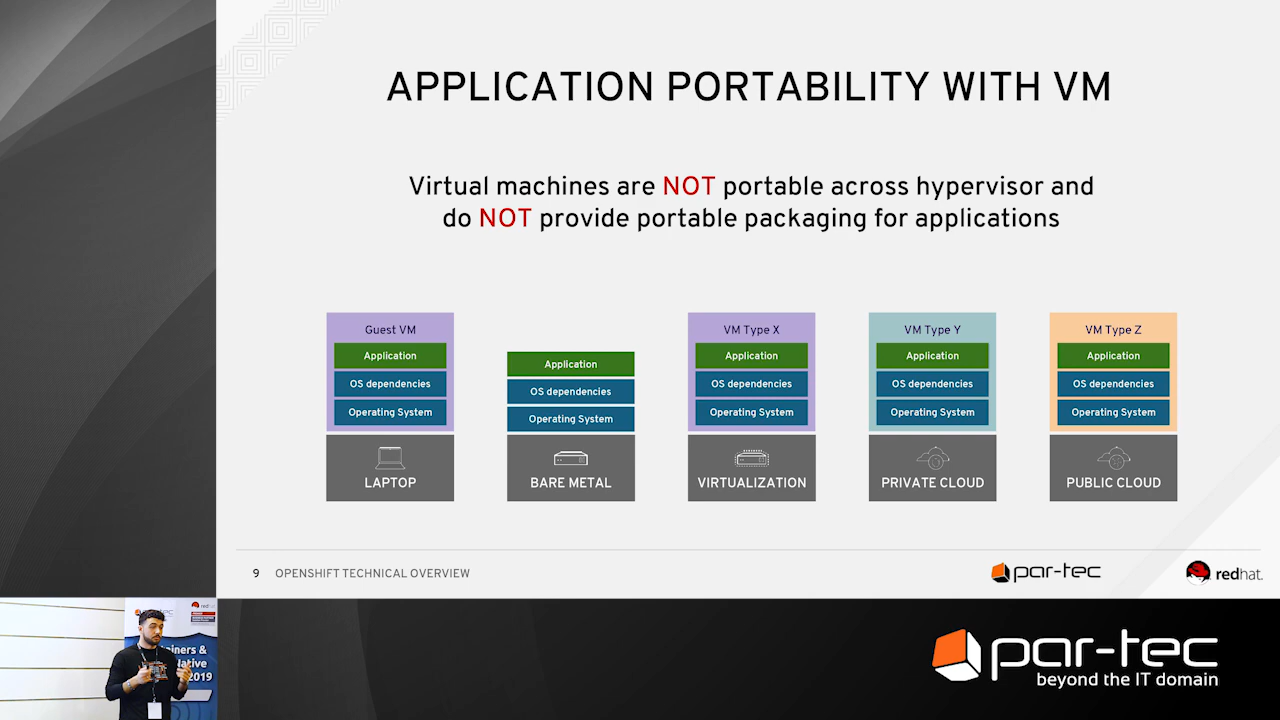 APPLICATION PORTABILITY WITH VM
Virtual machines are NOT portable across hypervisor and
do NOT provide portable packaging for applications
Guest VM
Application
OS dependencies
Operating System
LAPTOP
Application
OS dependencies
Operating System
BARE METAL
VM Type X
Application
OS dependencies
Operating System
VIRTUALIZATION
VM Type Y
Application
OS dependencies
Operating System
PRIVATE CLOUD
VM Type Z
Application
OS dependencies
Operating System
PUBLIC CLOUD
9 OPENSHIFT TECHNICAL OVERVIEW
par-tec
redhat.
redhat
2019
par-tec
beyond the IT domain